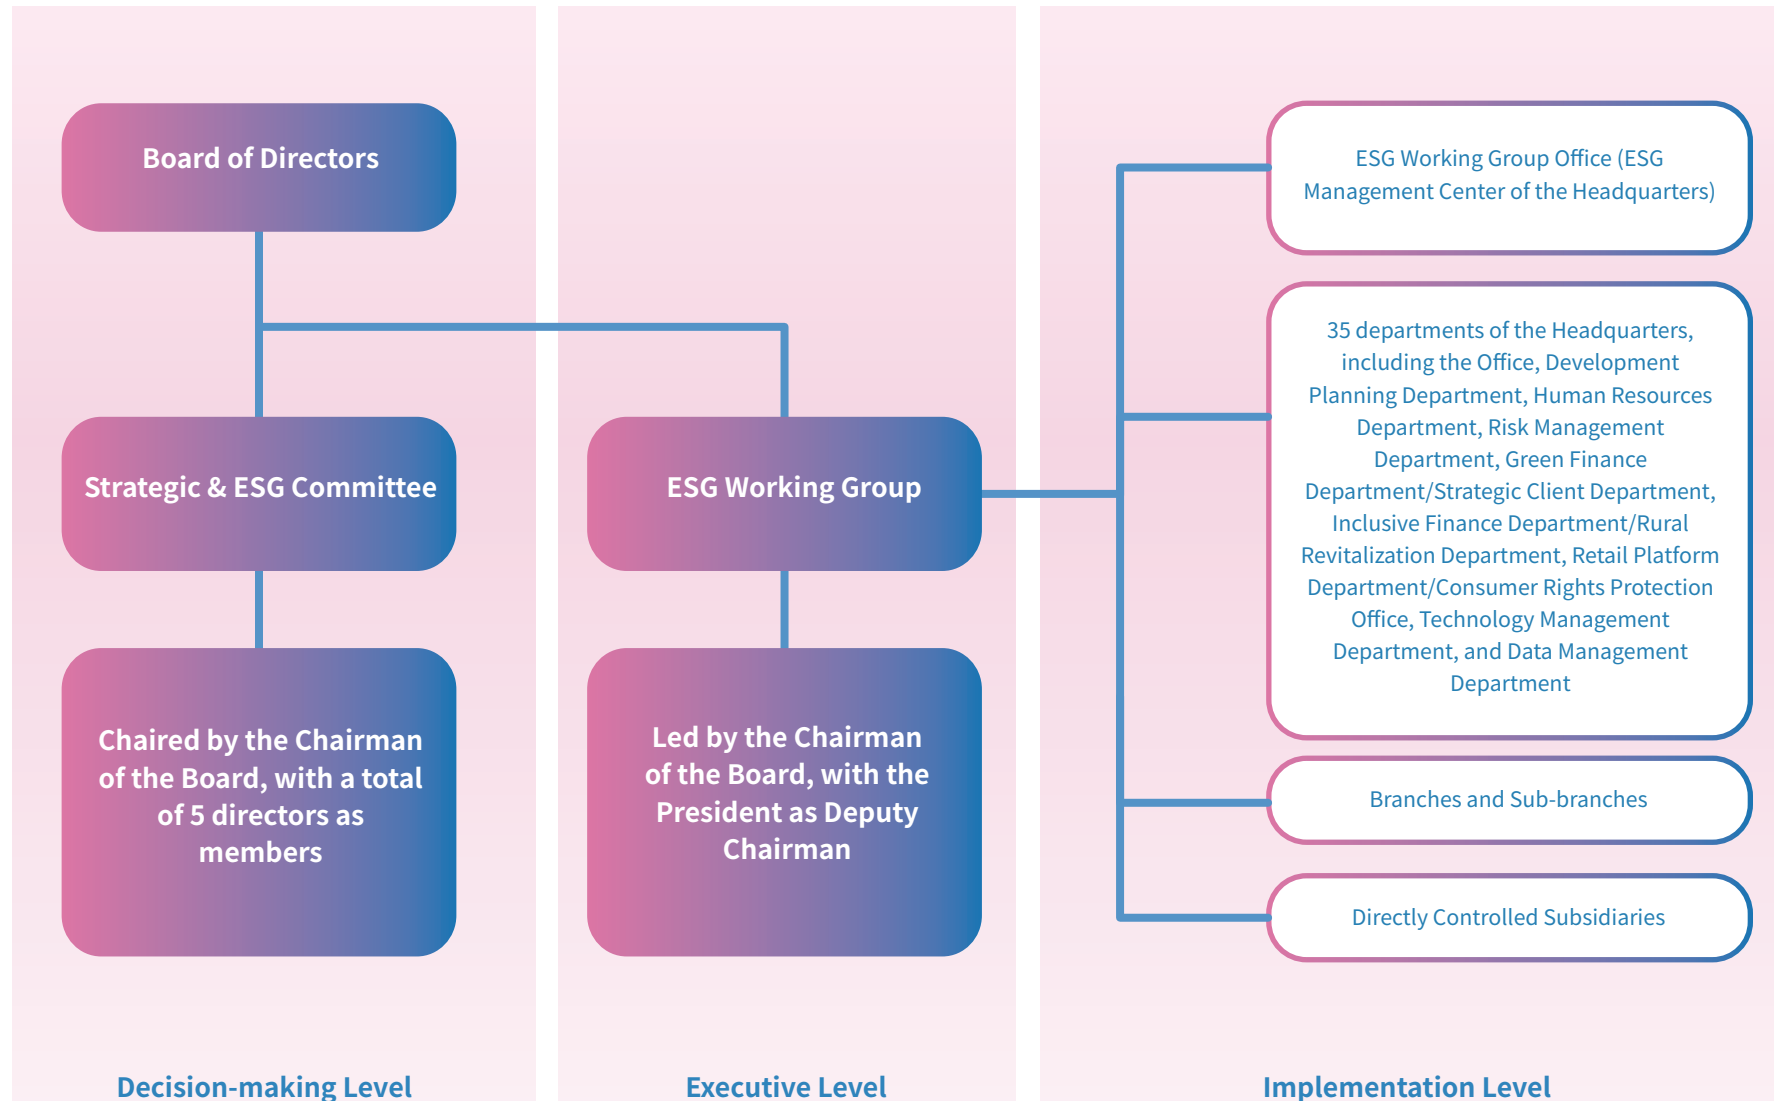 Board of Directors
Strategic & ESG Committee
Chaired by the Chairman
of the Board, with a total
of 5 directors as
members
Decision-making Level
ESG Working Group
Led by the Chairman
of the Board, with the
President as Deputy
Chairman
Executive Level
ESG Working Group Office (ESG
Management Center of the Headquarters)
35 departments of the Headquarters,
including the Office, Development
Planning Department, Human Resources
Department, Risk Management
Department, Green Finance
Department/Strategic Client Department,
Inclusive Finance Department/Rural
Revitalization Department, Retail Platform
Department/Consumer Rights Protection
Office, Technology Management
Department, and Data Management
Department
Branches and Sub-branches
Directly Controlled Subsidiaries
Implementation Level